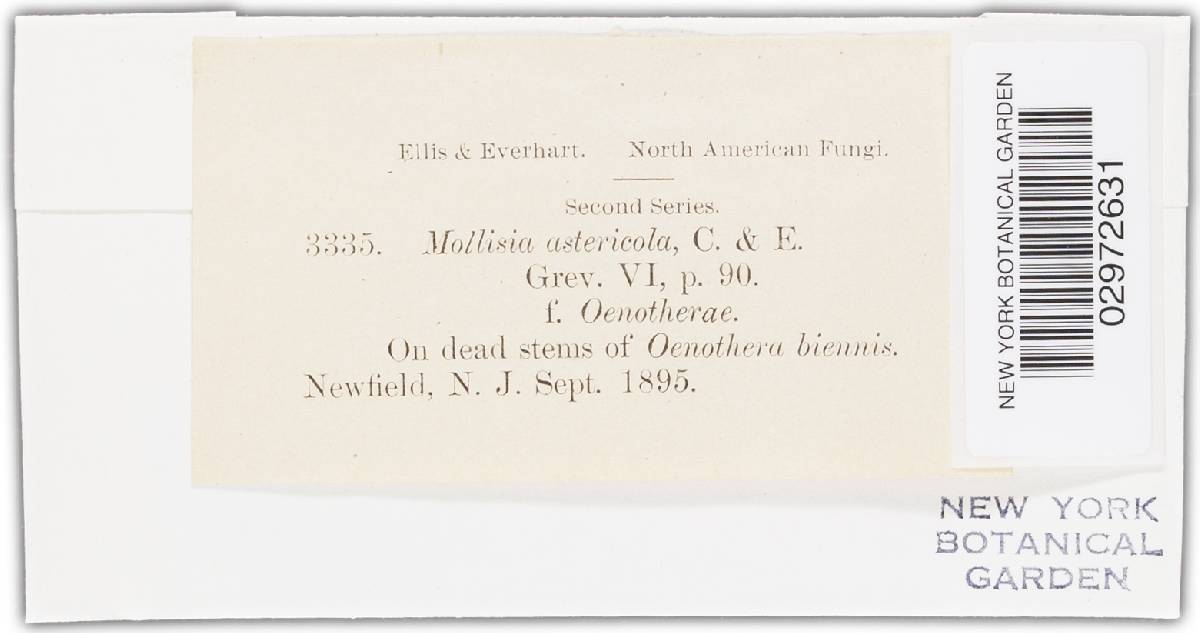 Ellis & Everhart. North American Fungi.
Second Series.
3335. Mollisia astericola, C. & E.
Grev. VI, p. 90.
f. Oenotherae.
On dead stems of Oenothera biennis.
Newfield, N. J. Sept. 1895.
NEW YORK BOTANICAL GARDEN
02972631
NEW YORK
BOTANICAL
GARDEN